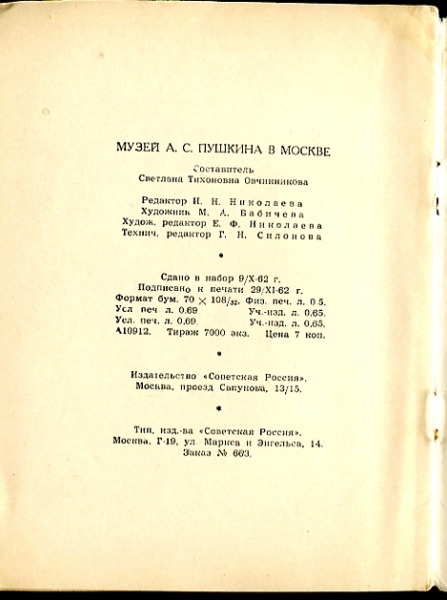 МУЗЕЙ А. С. ПУШКИНА В МОСКВЕ
Составитель
Светлана Тихоновна Овчинникова
Редактор И. Н. Николаева
Художник М. А. Бабичева
Худож. редактор Е. Ф. Николаева
Технич. редактор Г. Н. Силонова
Сдано в набор 9/X-62 г.
Подписано к печати 29/XI-62 г.
Формат бум. 70 × 108/32. Физ. печ. л. 0 5.
Усл печ л. 0.69 Уч.-изд. л. 0,65.
Усл. печ. л. 0,69 Уч.-изд. л. 0,65.
А10912. Тираж 7000 экз. Цена 7 коп.
Издательство «Советская Россия».
Москва, проезд Сапунова, 13/15.
Тип. изд.-ва «Советская Россия».
Москва, Г-19, ул Маркса и Энгельса, 14.
Заказ № 663.